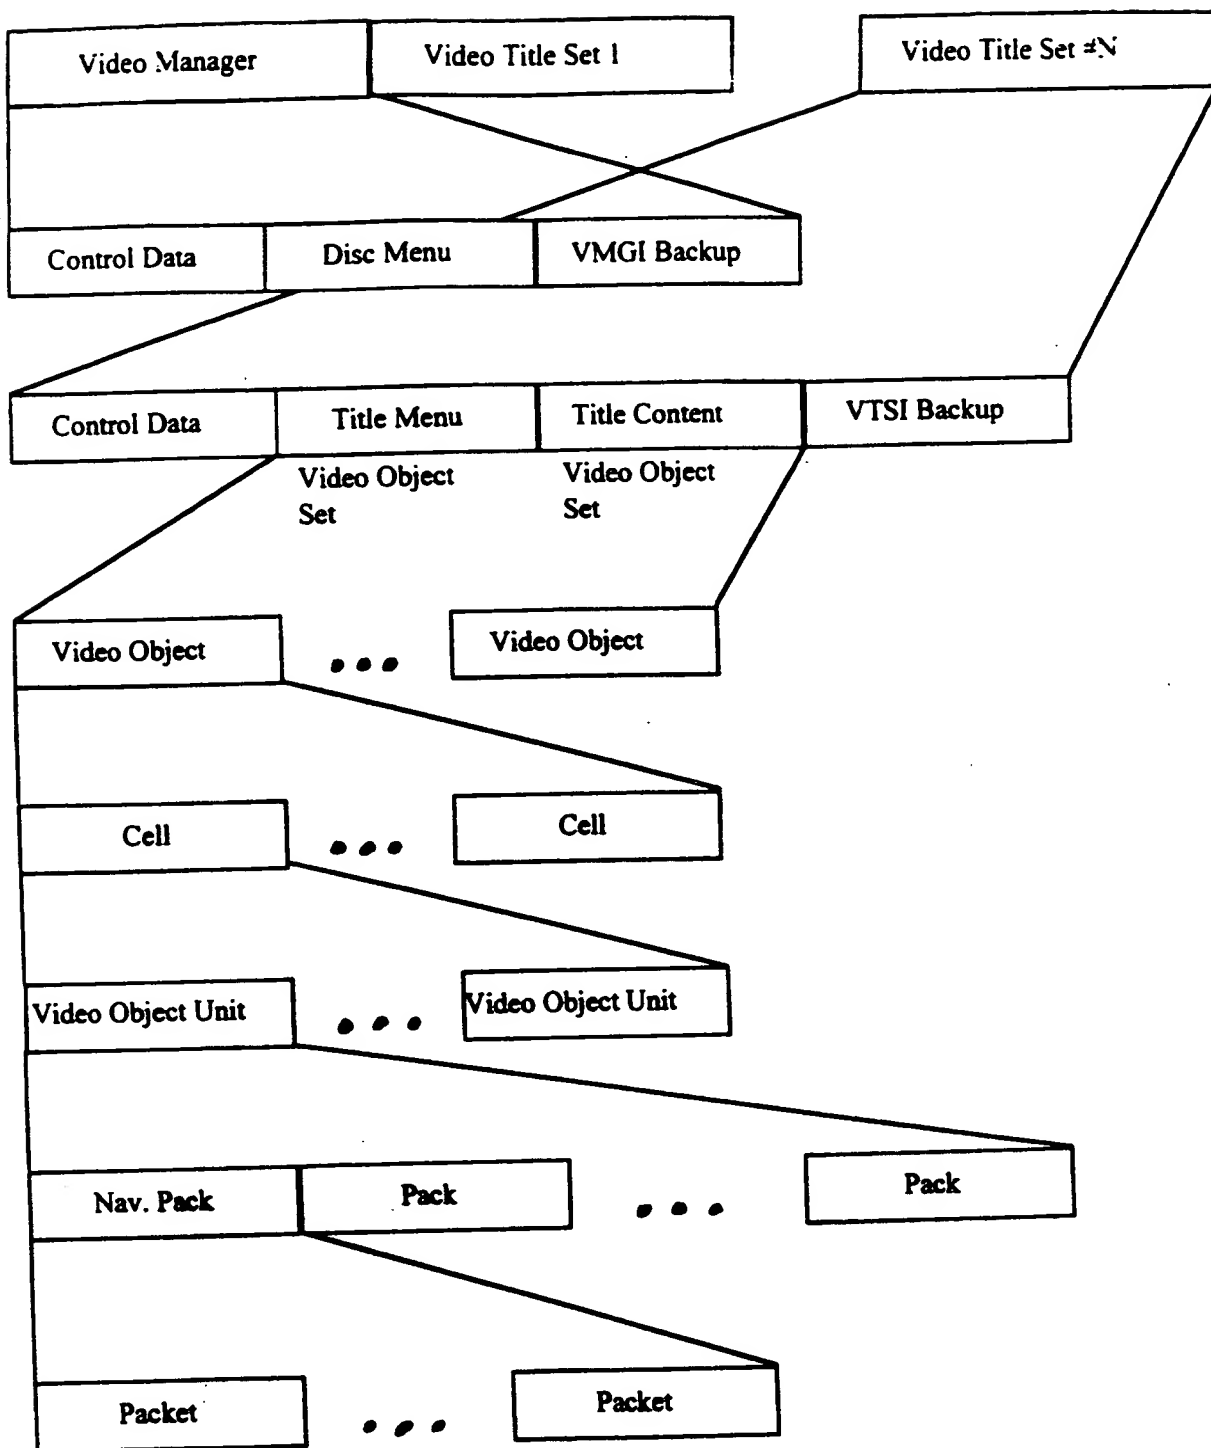 Video Manager
Video Title Set 1
Video Title Set #N
Control Data
Disc Menu
VMGI Backup
Control Data
Title Menu
Title Content
VTSI Backup
Video Object
Set
Video Object
Set
Video Object
Video Object
Cell
Cell
Video Object Unit
Video Object Unit
Nav. Pack
Pack
Pack
Packet
Packet